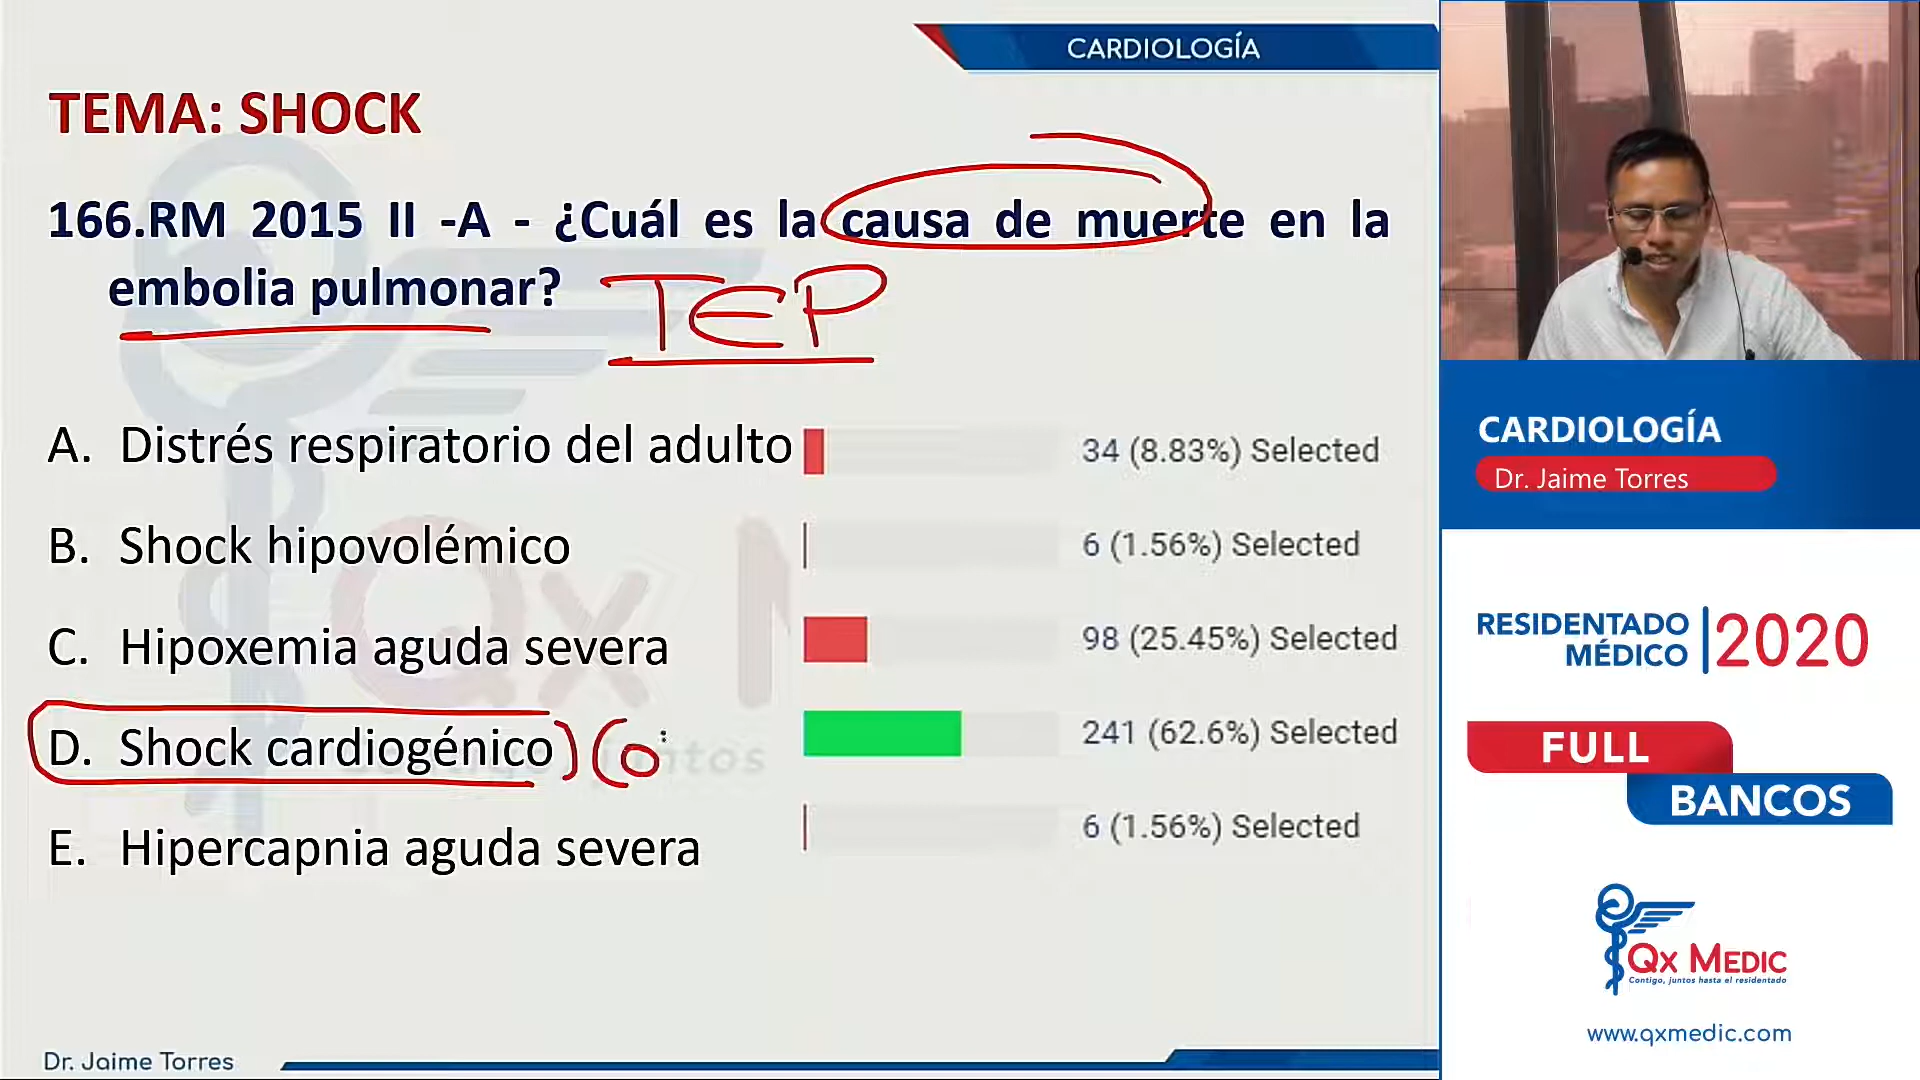 CARDIOLOGÍA
TEMA: SHOCK
166.RM 2015 II -A - ¿Cuál es la causa de muerte en la
embolia pulmonar?
TEP
A. Distrés respiratorio del adulto
34 (8.83%) Selected
B. Shock hipovolémico
6 (1.56%) Selected
C. Hipoxemia aguda severa
98 (25.45%) Selected
D. Shock cardiogénico
241 (62.6%) Selected
E. Hipercapnia aguda severa
6 (1.56%) Selected
Dr. Jaime Torres
CARDIOLOGÍA
Dr. Jaime Torres
RESIDENTADO
MÉDICO
2020
FULL
BANCOS
Qx MEDIC
Contigo, juntos hasta el residentado
www.qxmedic.com